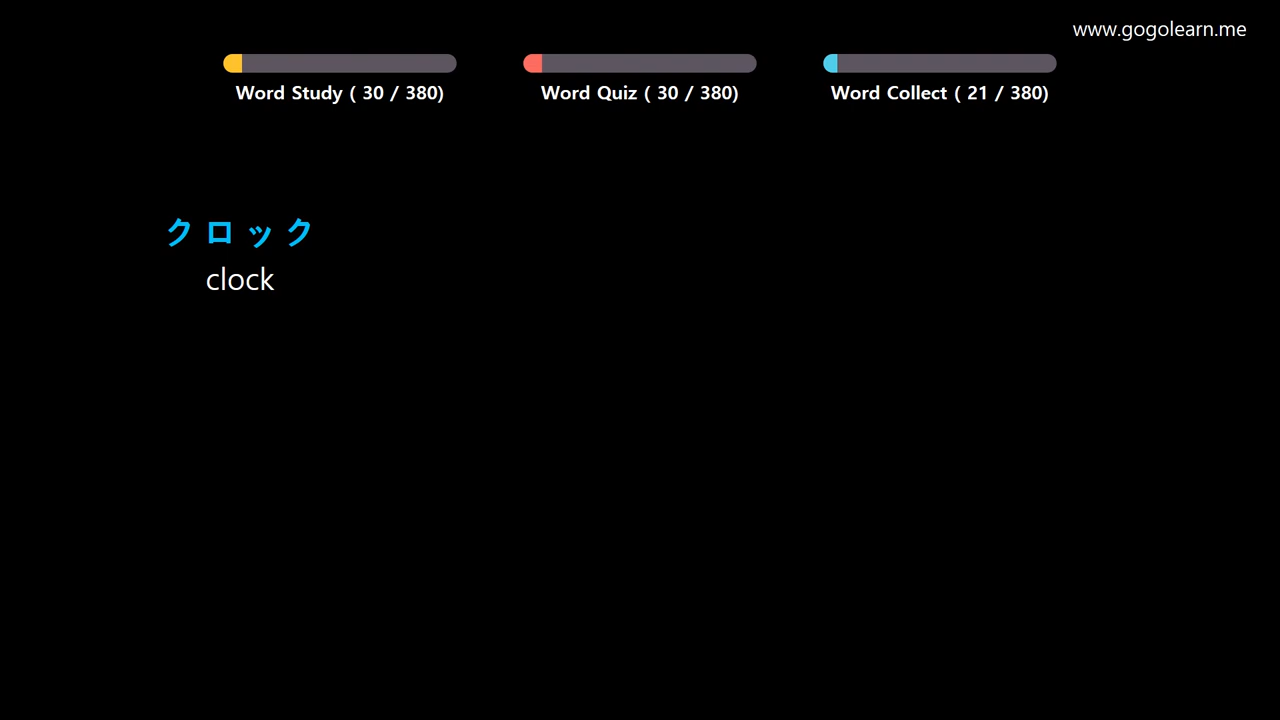 www.gogolearn.me
Word Study ( 30 / 380)
Word Quiz ( 30 / 380)
Word Collect ( 21 / 380)
クロック
clock